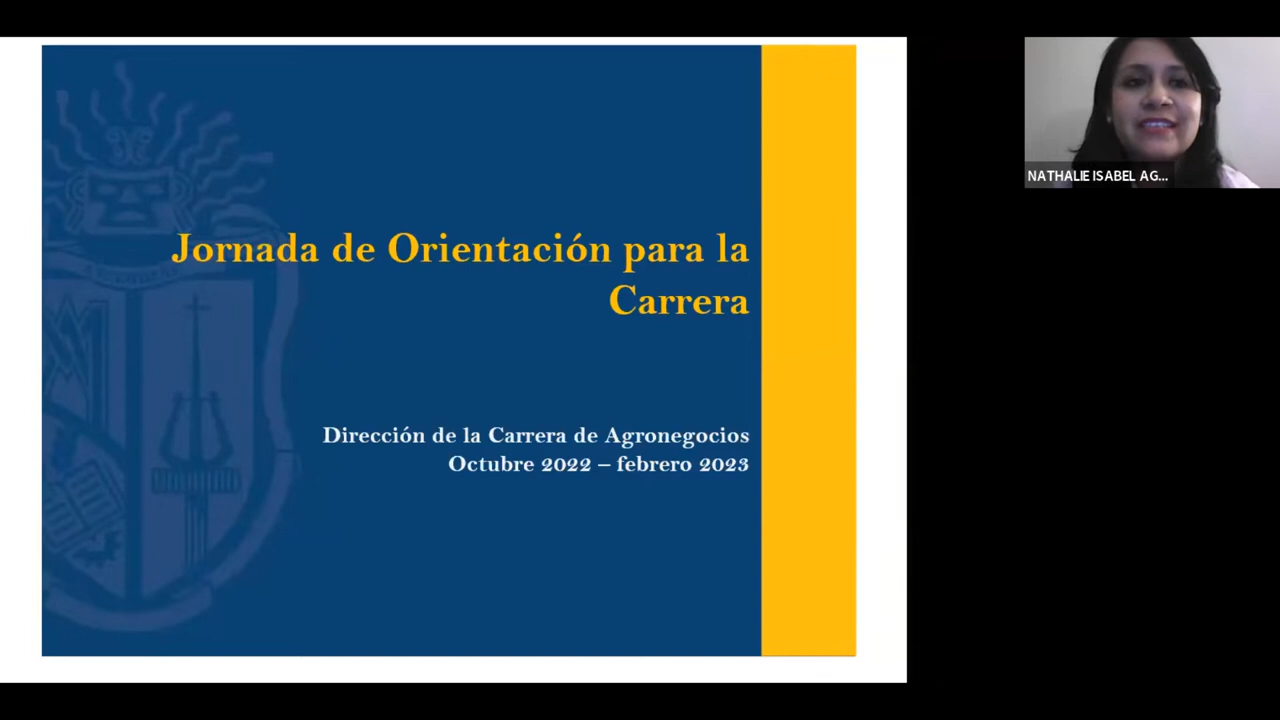 Jornada de Orientación para la
Carrera
Dirección de la Carrera de Agronegocios
Octubre 2022 – febrero 2023
NATHALIE ISABEL AG...